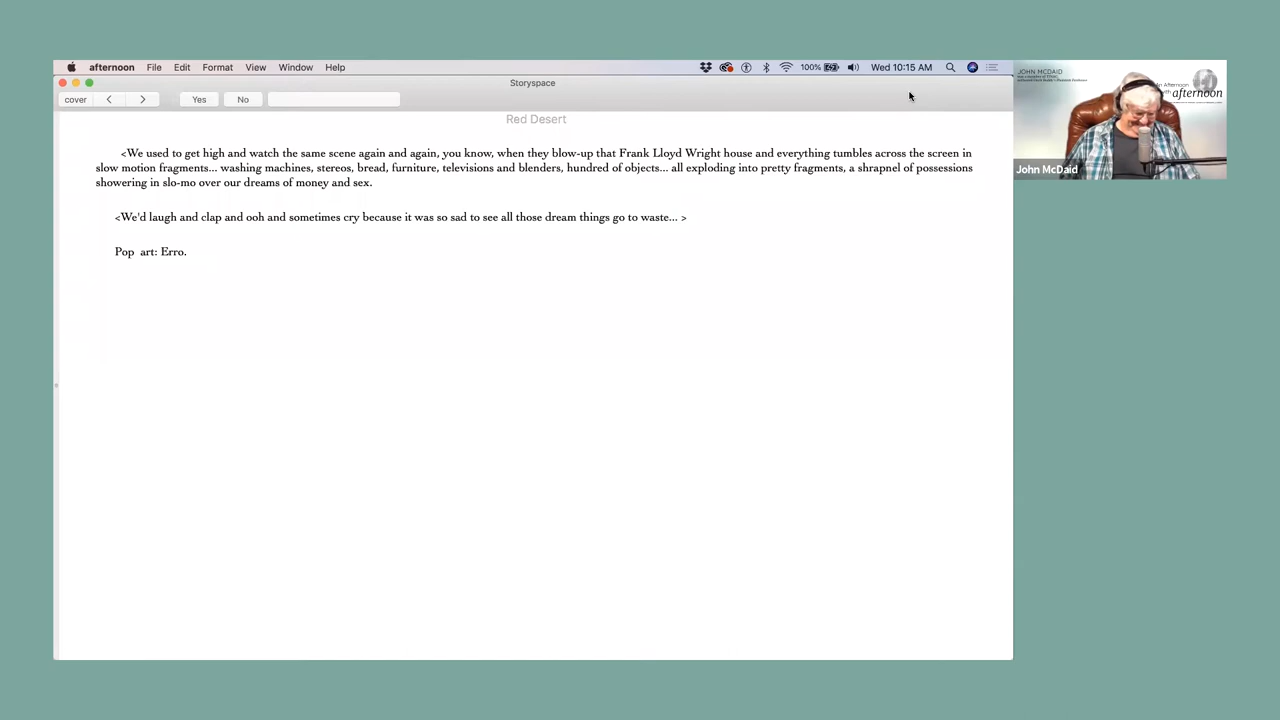 afternoon File Edit Format View Window Help 100% Wed 10:15 AM
Storyspace
cover < > Yes No
Red Desert
<We used to get high and watch the same scene again and again, you know, when they blow-up that Frank Lloyd Wright house and everything tumbles across the screen in
slow motion fragments... washing machines, stereos, bread, furniture, televisions and blenders, hundred of objects... all exploding into pretty fragments, a shrapnel of possessions
showering in slo-mo over our dreams of money and sex.
<We'd laugh and clap and ooh and sometimes cry because it was so sad to see all those dream things go to waste... >
Pop art: Erro.
JOHN MCDAID
An Afternoon
with afternoon
John McDaid